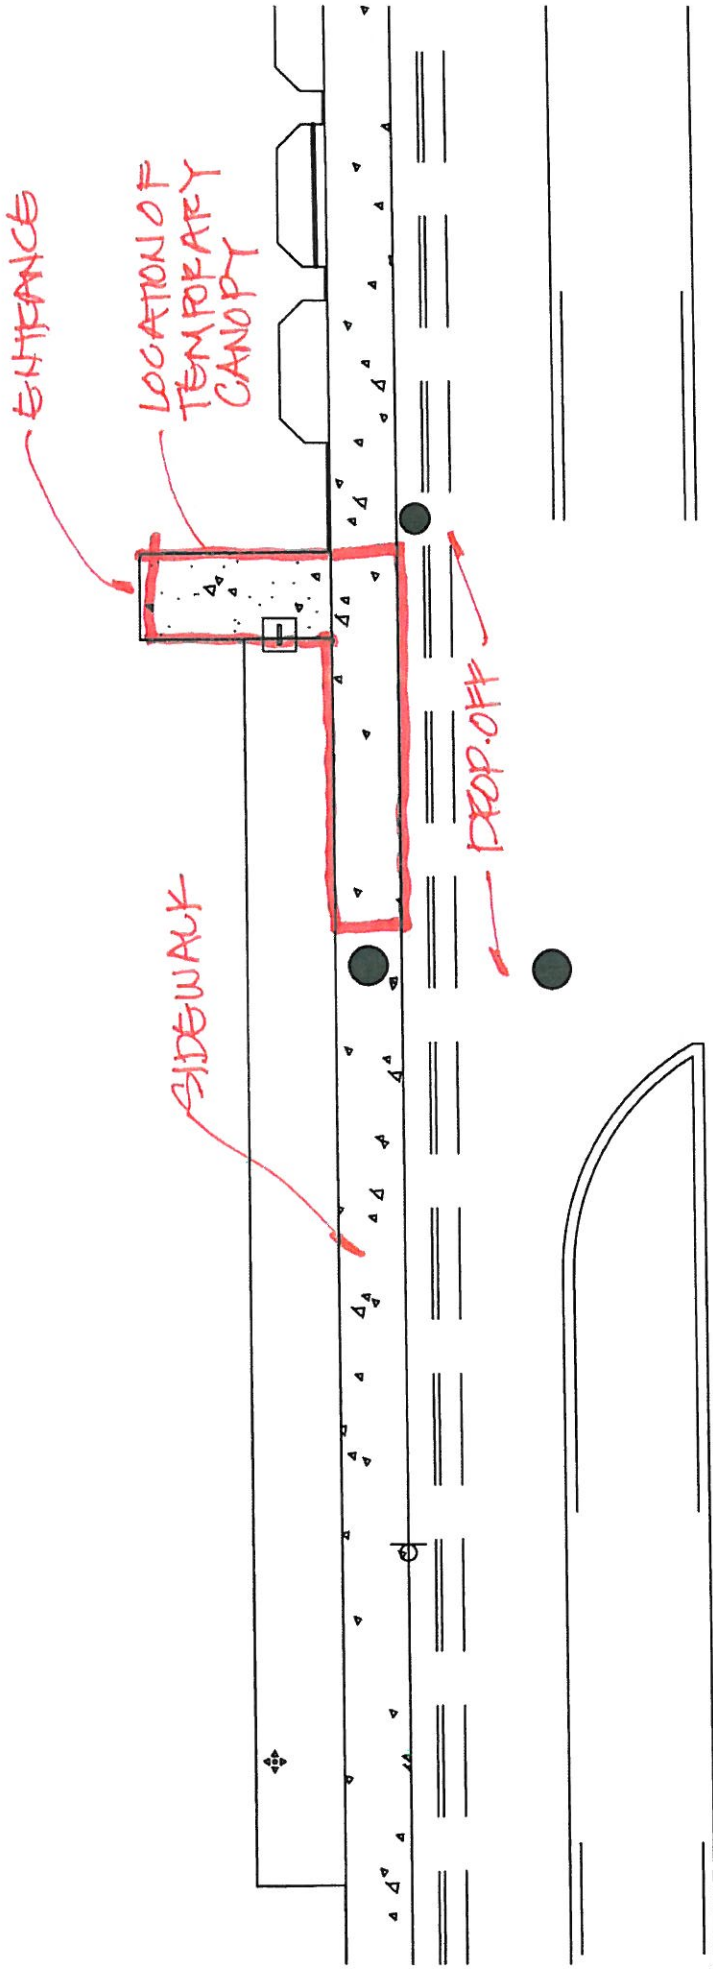 ENTRANCE
LOCATION OF
TEMPORARY
CANOPY
DROP-OFF
SIDEWALK